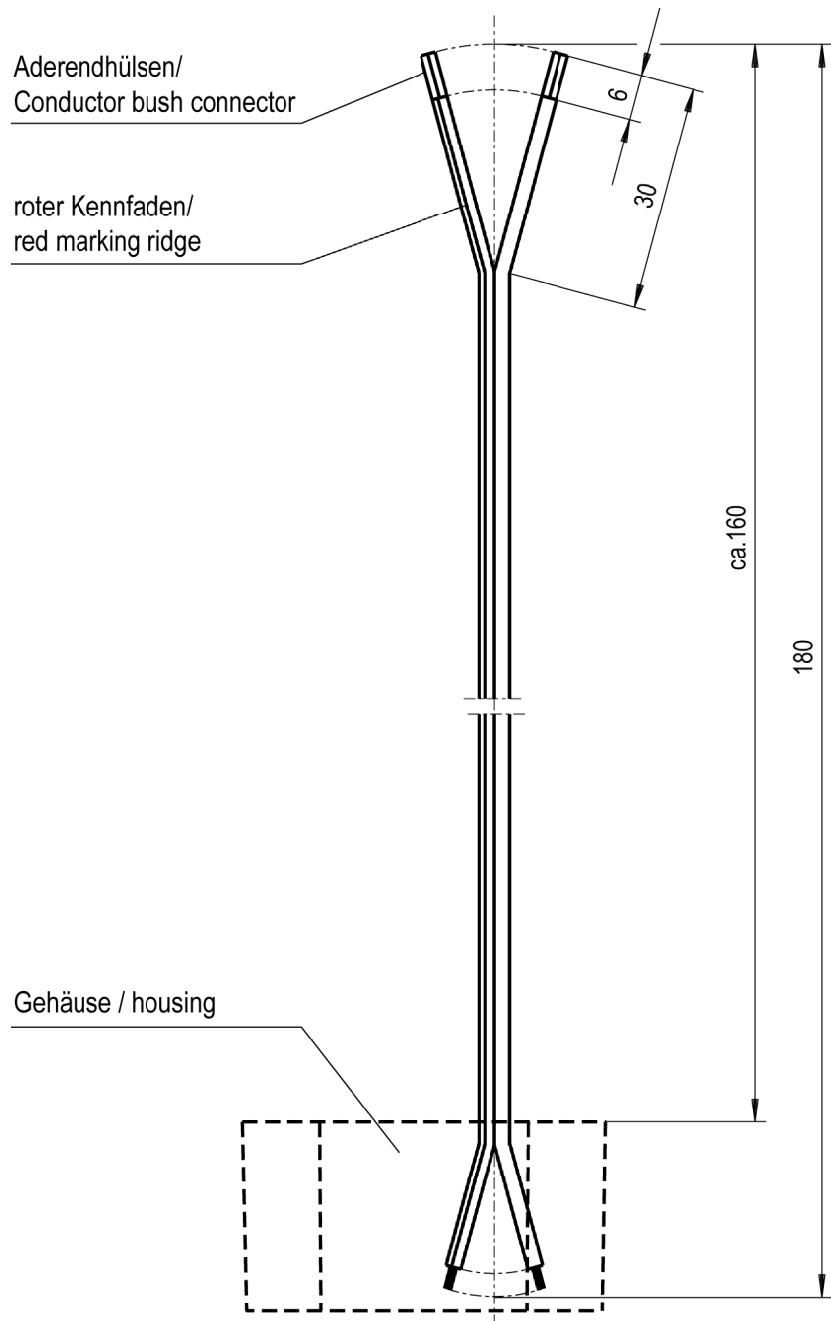 Aderendhülsen/
Conductor bush connector
6
30
roter Kennfaden/
red marking ridge
ca.160
180
Gehäuse / housing